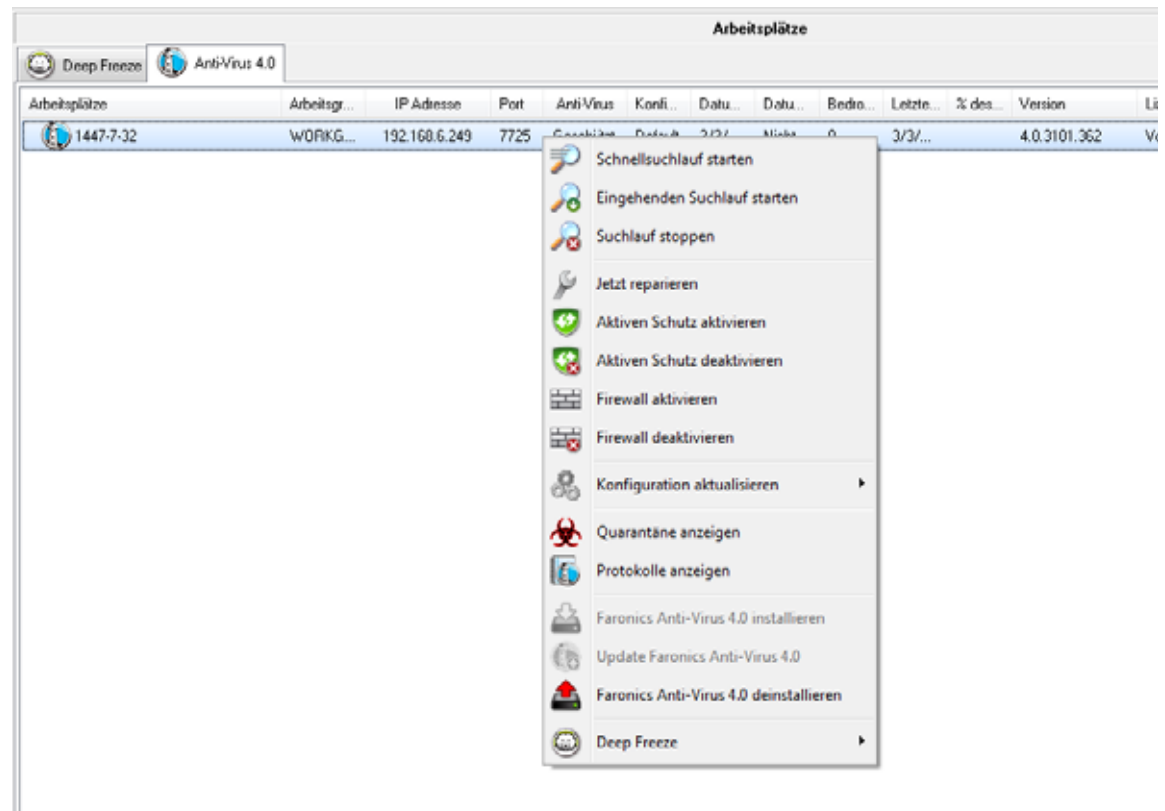 Arbeitsplätze
Deep Freeze Anti-Virus 4.0
Arbeitsplätze Arbeitsgr... IP Adresse Port Anti-Virus Konfi... Datu... Datu... Bedro... Letzte... % des... Version
1447-7-32 WORKG... 192.168.6.249 7725 3/3/... 4.0.3101.362
Schnellsuchlauf starten
Eingehenden Suchlauf starten
Suchlauf stoppen
Jetzt reparieren
Aktiven Schutz aktivieren
Aktiven Schutz deaktivieren
Firewall aktivieren
Firewall deaktivieren
Konfiguration aktualisieren
Quarantäne anzeigen
Protokolle anzeigen
Faronics Anti-Virus 4.0 installieren
Update Faronics Anti-Virus 4.0
Faronics Anti-Virus 4.0 deinstallieren
Deep Freeze